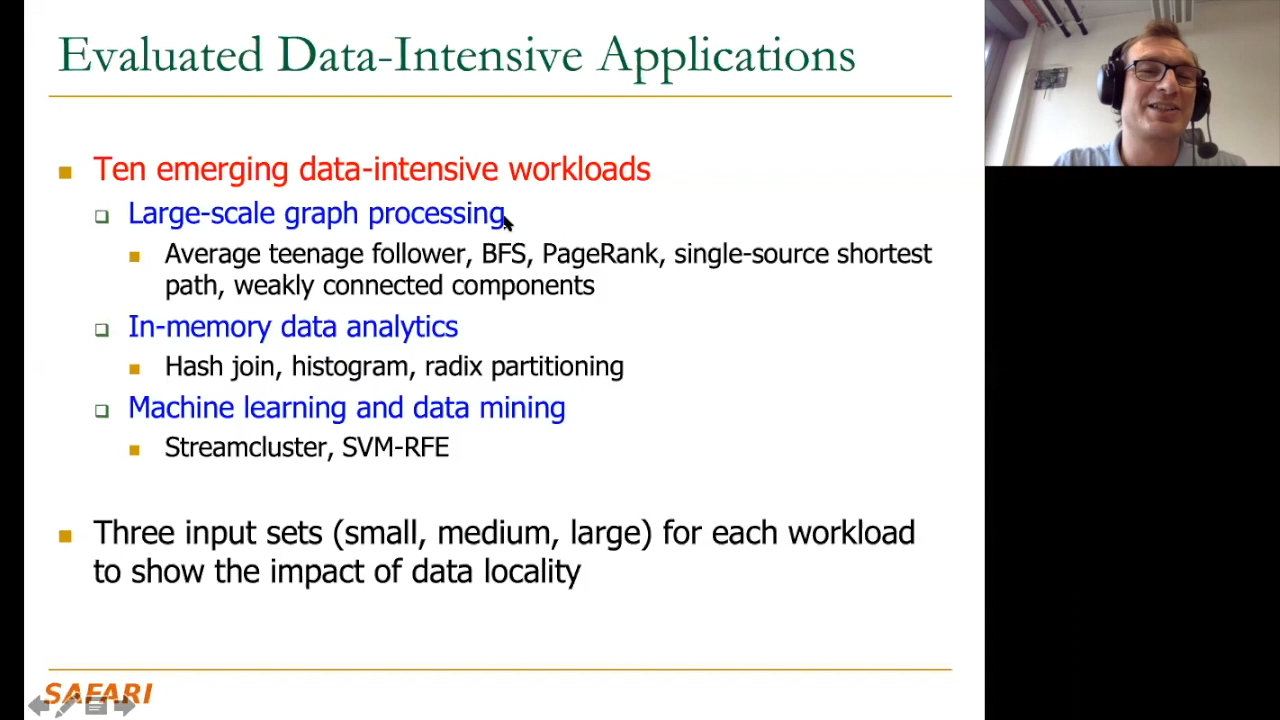 Evaluated Data-Intensive Applications
Ten emerging data-intensive workloads
Large-scale graph processing
Average teenage follower, BFS, PageRank, single-source shortest
path, weakly connected components
In-memory data analytics
Hash join, histogram, radix partitioning
Machine learning and data mining
Streamcluster, SVM-RFE
Three input sets (small, medium, large) for each workload
to show the impact of data locality
SAFARI